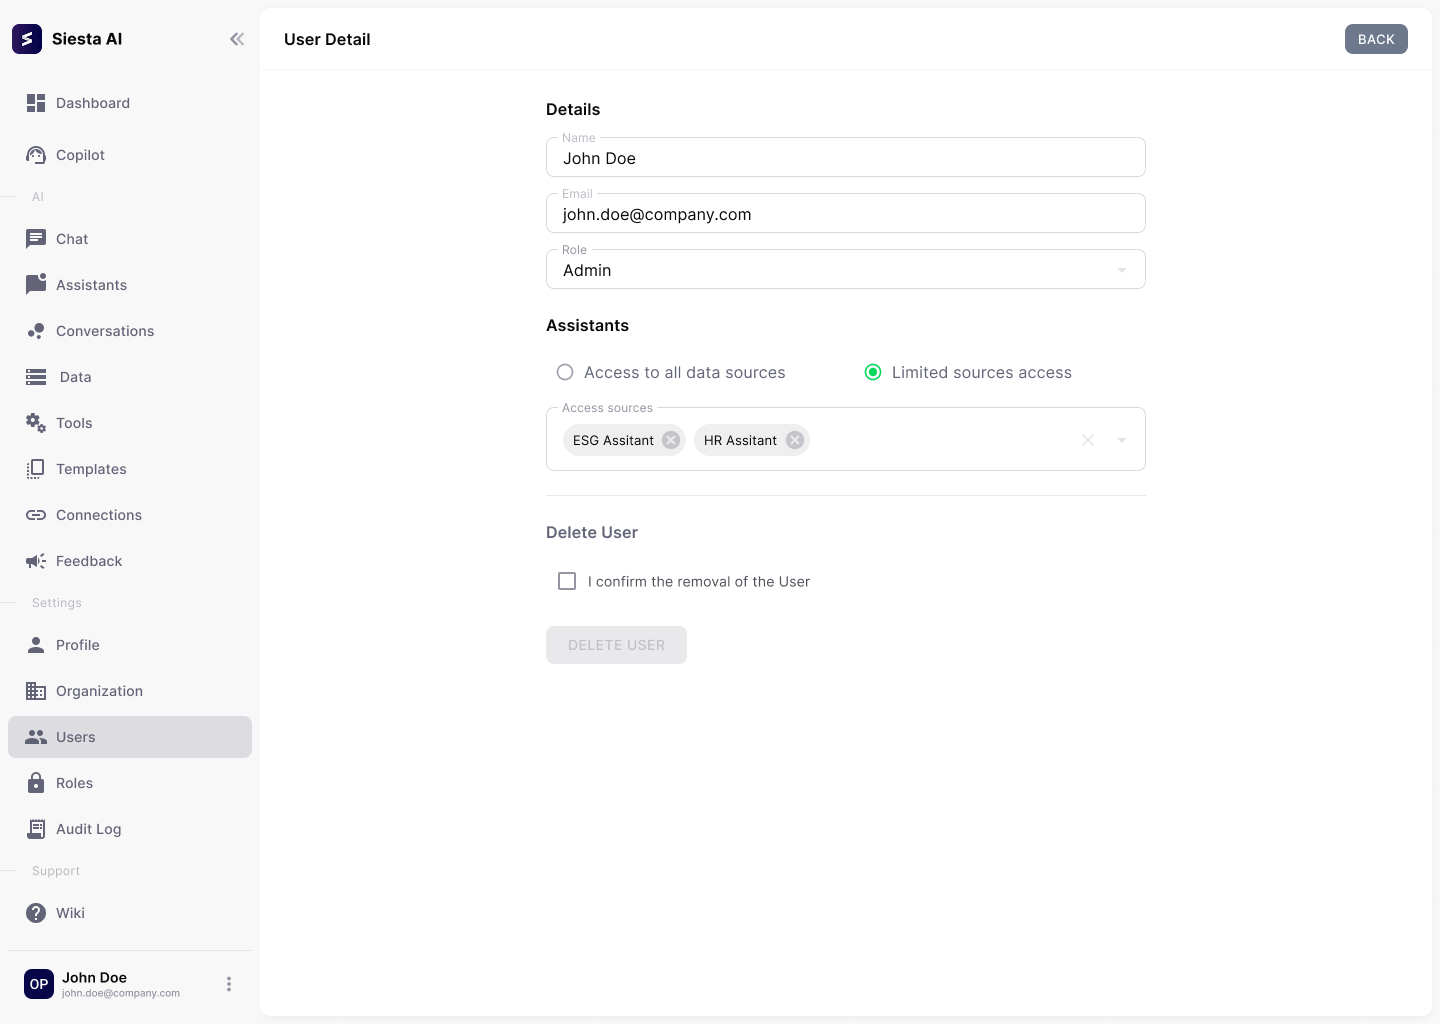 Siesta AI
Dashboard
Copilot
AI
Chat
Assistants
Conversations
Data
Tools
Templates
Connections
Feedback
Settings
Profile
Organization
Users
Roles
Audit Log
Support
Wiki
OP
John Doe
john.doe@company.com
User Detail
BACK
Details
Name
John Doe
Email
john.doe@company.com
Role
Admin
Assistants
Access to all data sources
Limited sources access
Access sources
ESG Assitant
HR Assitant
Delete User
I confirm the removal of the User
DELETE USER